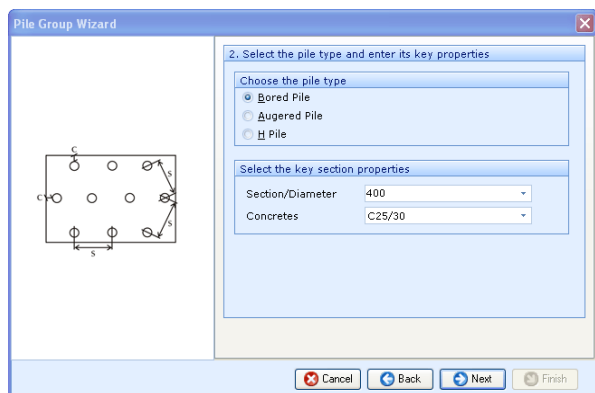 Pile Group Wizard
2. Select the pile type and enter its key properties
Choose the pile type
Bored Pile
Augered Pile
H Pile
Select the key section properties
Section/Diameter 400
Concretes C25/30
C
C
S
S
S
Cancel Back Next Finish